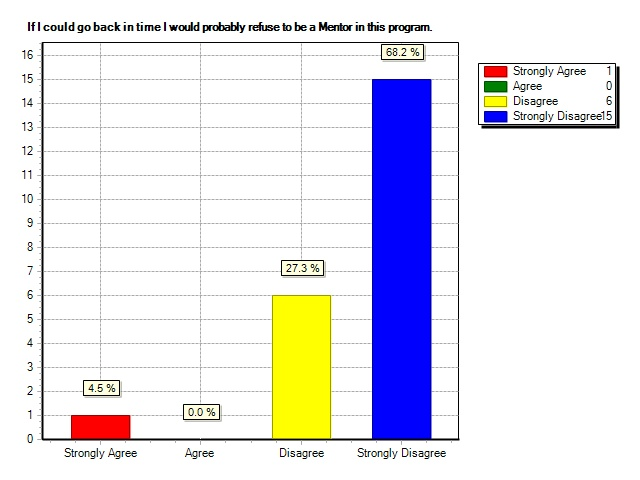 If I could go back in time I would probably refuse to be a Mentor in this program.
16
15
14
13
12
11
10
9
8
7
6
5
4
3
2
1
0
68.2 %
27.3 %
4.5 %
0.0 %
Strongly Agree
Agree
Disagree
Strongly Disagree
Strongly Agree 1
Agree 0
Disagree 6
Strongly Disagree15